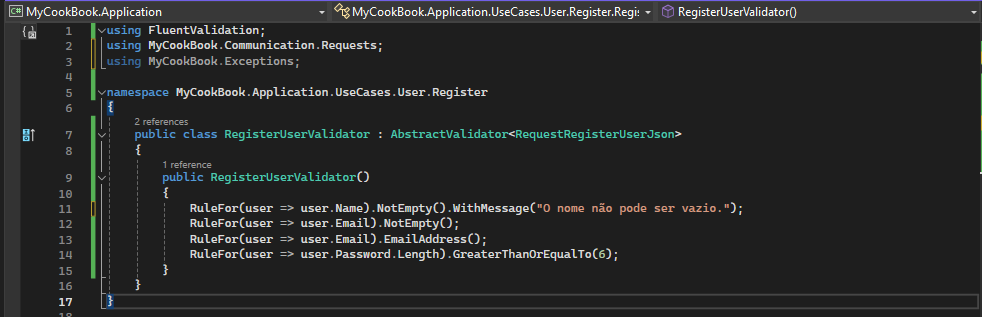 C# MyCookBook.Application
MyCookBook.Application.UseCases.User.Register.Regi
RegisterUserValidator()
1 using FluentValidation;
2 using MyCookBook.Communication.Requests;
3 using MyCookBook.Exceptions;
4
5 namespace MyCookBook.Application.UseCases.User.Register
6 {
2 references
7 public class RegisterUserValidator : AbstractValidator<RequestRegisterUserJson>
8 {
1 reference
9 public RegisterUserValidator()
10 {
11 RuleFor(user => user.Name).NotEmpty().WithMessage("O nome não pode ser vazio.");
12 RuleFor(user => user.Email).NotEmpty();
13 RuleFor(user => user.Email).EmailAddress();
14 RuleFor(user => user.Password.Length).GreaterThanOrEqualTo(6);
15 }
16 }
17 }
18